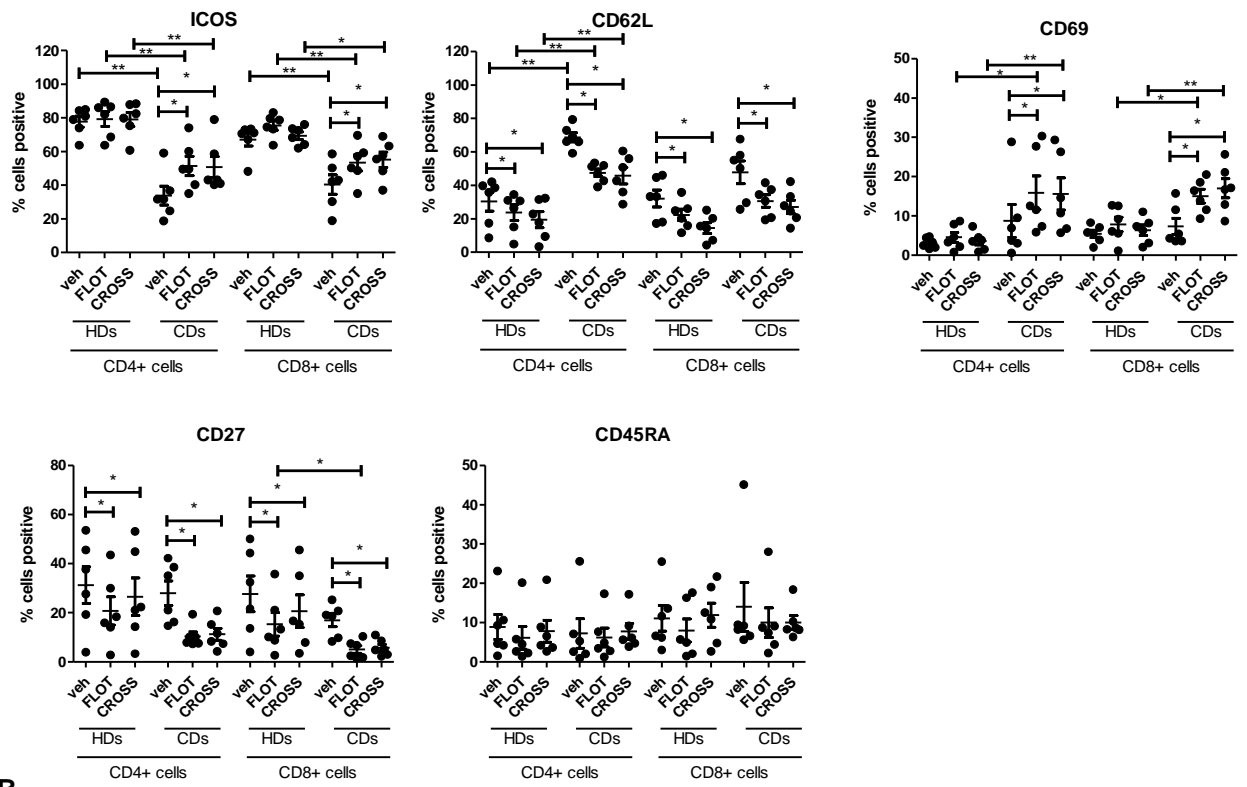 ICOS
CD62L
CD69
% cells positive
120
100
80
60
40
20
0
** ** ** ** * * ** ** * * *
veh FLOT CROSS veh FLOT CROSS veh FLOT CROSS veh FLOT CROSS
HDs CDs HDs CDs
CD4+ cells CD8+ cells
% cells positive
120
100
80
60
40
20
0
** ** ** * * * * * * * *
veh FLOT CROSS veh FLOT CROSS veh FLOT CROSS veh FLOT CROSS
HDs CDs HDs CDs
CD4+ cells CD8+ cells
% cells positive
50
40
30
20
10
0
** * * * ** * * *
veh FLOT CROSS veh FLOT CROSS veh FLOT CROSS veh FLOT CROSS
HDs CDs HDs CDs
CD4+ cells CD8+ cells
CD27
CD45RA
% cells positive
80
60
40
20
0
* * * * * * * * *
veh FLOT CROSS veh FLOT CROSS veh FLOT CROSS veh FLOT CROSS
HDs CDs HDs CDs
CD4+ cells CD8+ cells
% cells positive
50
40
30
20
10
0
veh FLOT CROSS veh FLOT CROSS veh FLOT CROSS veh FLOT CROSS
HDs CDs HDs CDs
CD4+ cells CD8+ cells